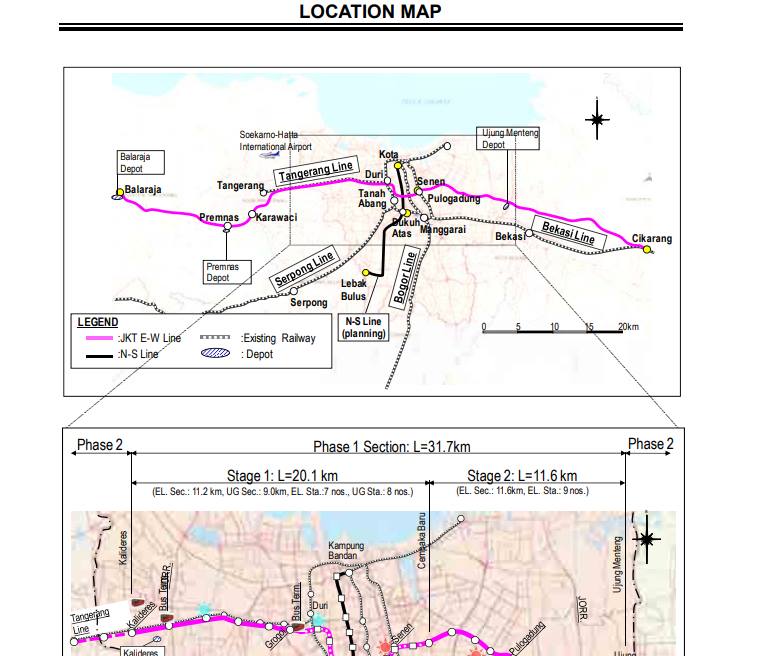 LOCATION MAP
Soekarno-Hatta
International Airport
Ujung Menteng
Depot
Kota
Balaraja
Depot
Tangerang Line
Duri
Senen
Balaraja
Tangerang
Tanah
Abang
Pulogadung
Premnas
Karawaci
Dukuh
Atas
Manggarai
Bekasi
Bekasi Line
Cikarang
Premnas
Depot
Serpong Line
Lebak
Bulus
Bogor Line
Serpong
N-S Line
(planning)
0 5 10 15 20km
LEGEND
:JKT E-W Line
:Existing Railway
:N-S Line
: Depot
Phase 2
Phase 1 Section: L=31.7km
Phase 2
Stage 1: L=20.1 km
Stage 2: L=11.6 km
(EL. Sec.: 11.2 km, UG Sec.: 9.0km, EL. Sta.:7 nos., UG Sta.: 8 nos.)
(EL. Sec.: 11.6km, EL. Sta.: 9 nos.)
Kalideres
Kampung
Bandan
Cempaka Baru
Ujung Menteng
JORR
Tangerang
Line
Kalideres
Bus Term.
Bus Term.
Duri
Grogol
Senen
Pulogadung
Kalideres
Ujung